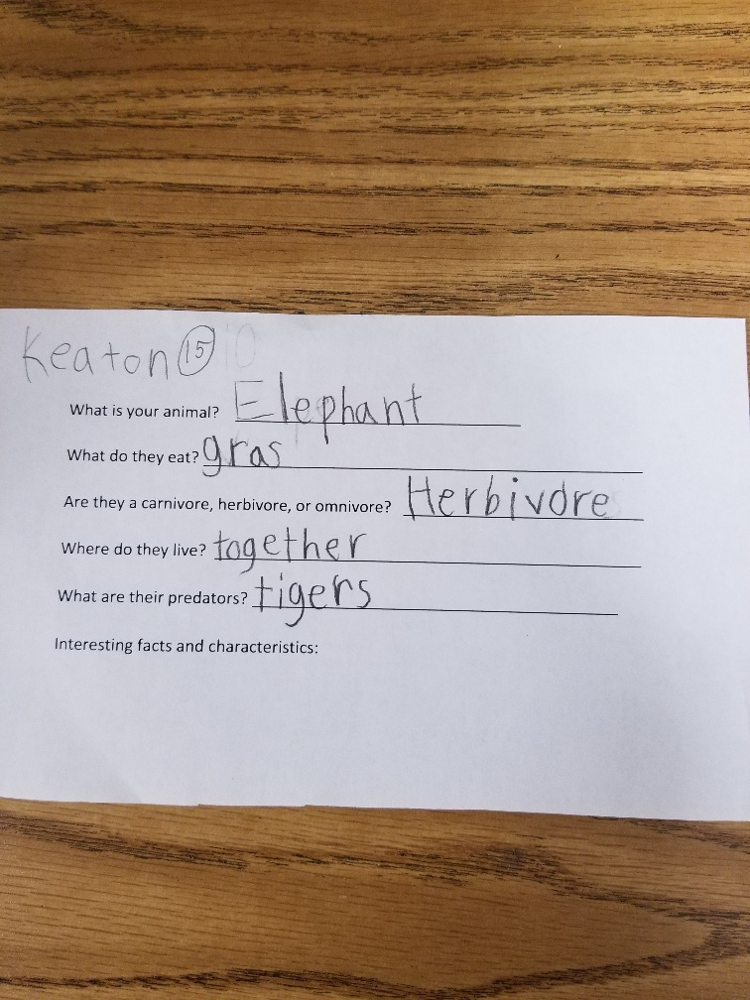 Keaton 15
What is your animal? Elephant
What do they eat? gras
Are they a carnivore, herbivore, or omnivore? Herbivore
Where do they live? together
What are their predators? tigers
Interesting facts and characteristics: